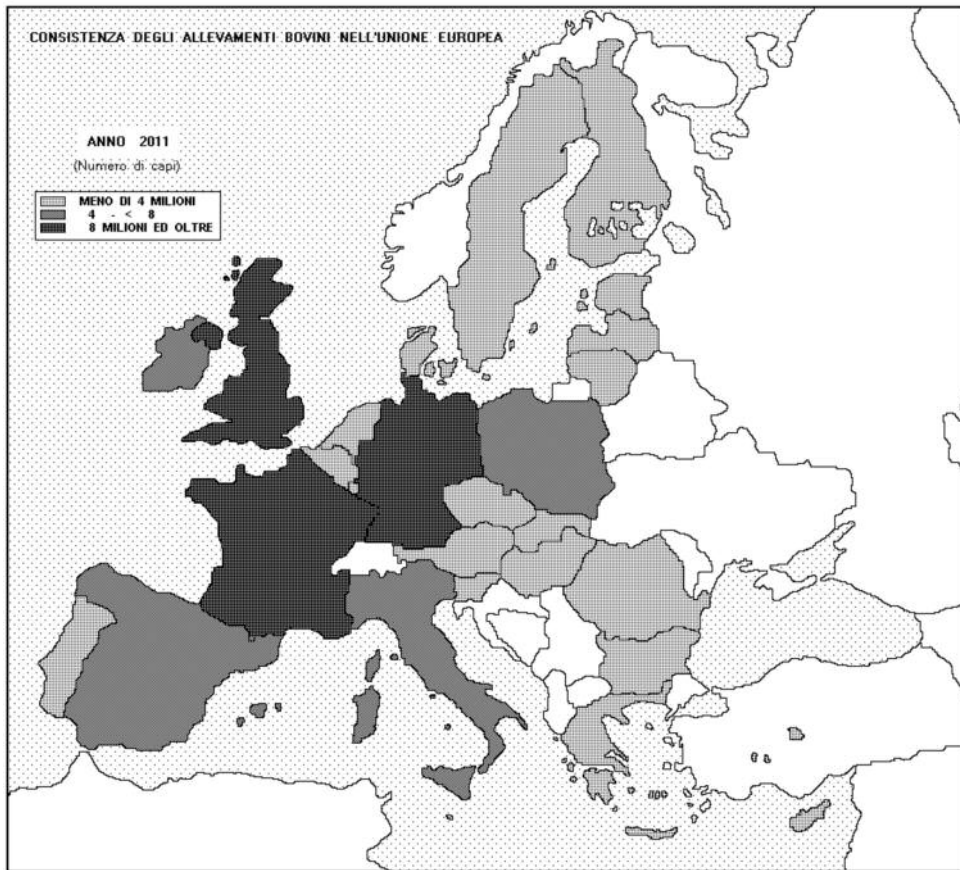 CONSISTENZA DEGLI ALLEVAMENTI BOVINI NELL'UNIONE EUROPEA
ANNO 2011
(Numero di capi)
MENO DI 4 MILIONI
4 - < 8
8 MILIONI ED OLTRE